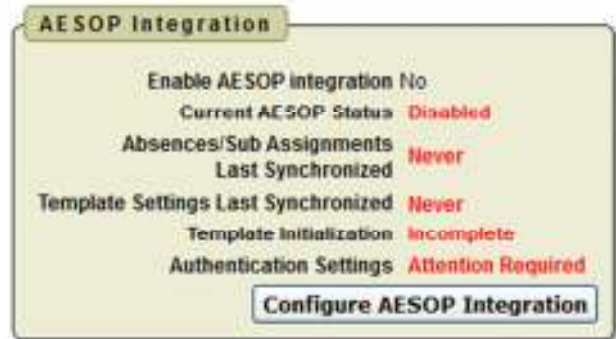 AESOP Integration
Enable AESOP integration No
Current AESOP Status Disabled
Absences/Sub Assignments
Last Synchronized Never
Template Settings Last Synchronized Never
Template Initialization Incomplete
Authentication Settings Attention Required
Configure AESOP Integration